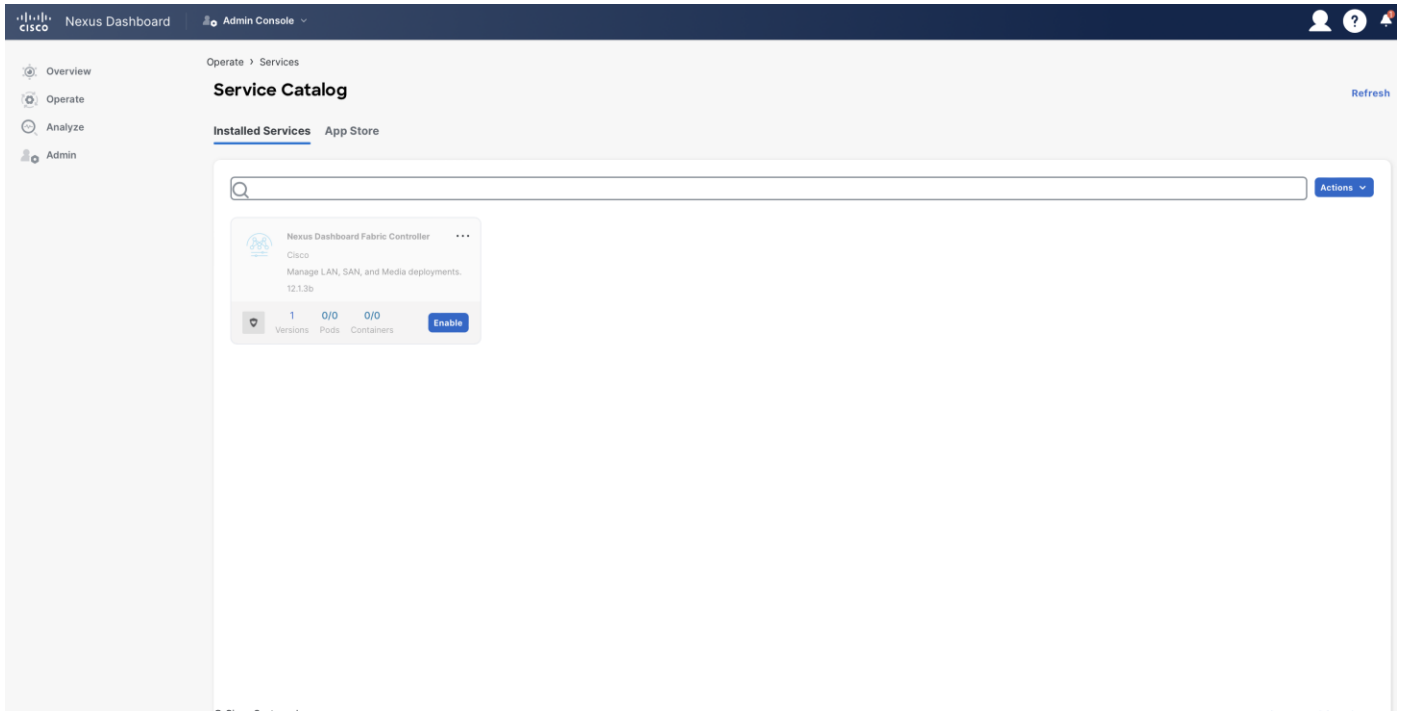 cisco Nexus Dashboard Admin Console
Overview
Operate
Analyze
Admin
Operate › Services
Service Catalog
Refresh
Installed Services App Store
Actions
Nexus Dashboard Fabric Controller ...
Cisco
Manage LAN, SAN, and Media deployments.
12.1.3b
1 0/0 0/0
Versions Pods Containers
Enable